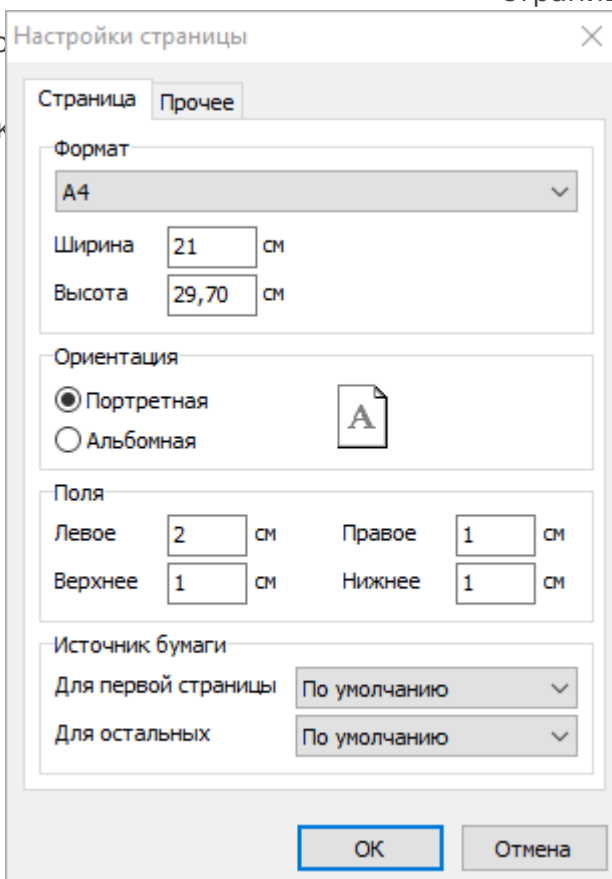 Настройки страницы
Страница Прочее
Формат
A4
Ширина 21 см
Высота 29,70 см
Ориентация
Портретная
A
Альбомная
Поля
Левое 2 см Правое 1 см
Верхнее 1 см Нижнее 1 см
Источник бумаги
Для первой страницы По умолчанию
Для остальных По умолчанию
OK Отмена